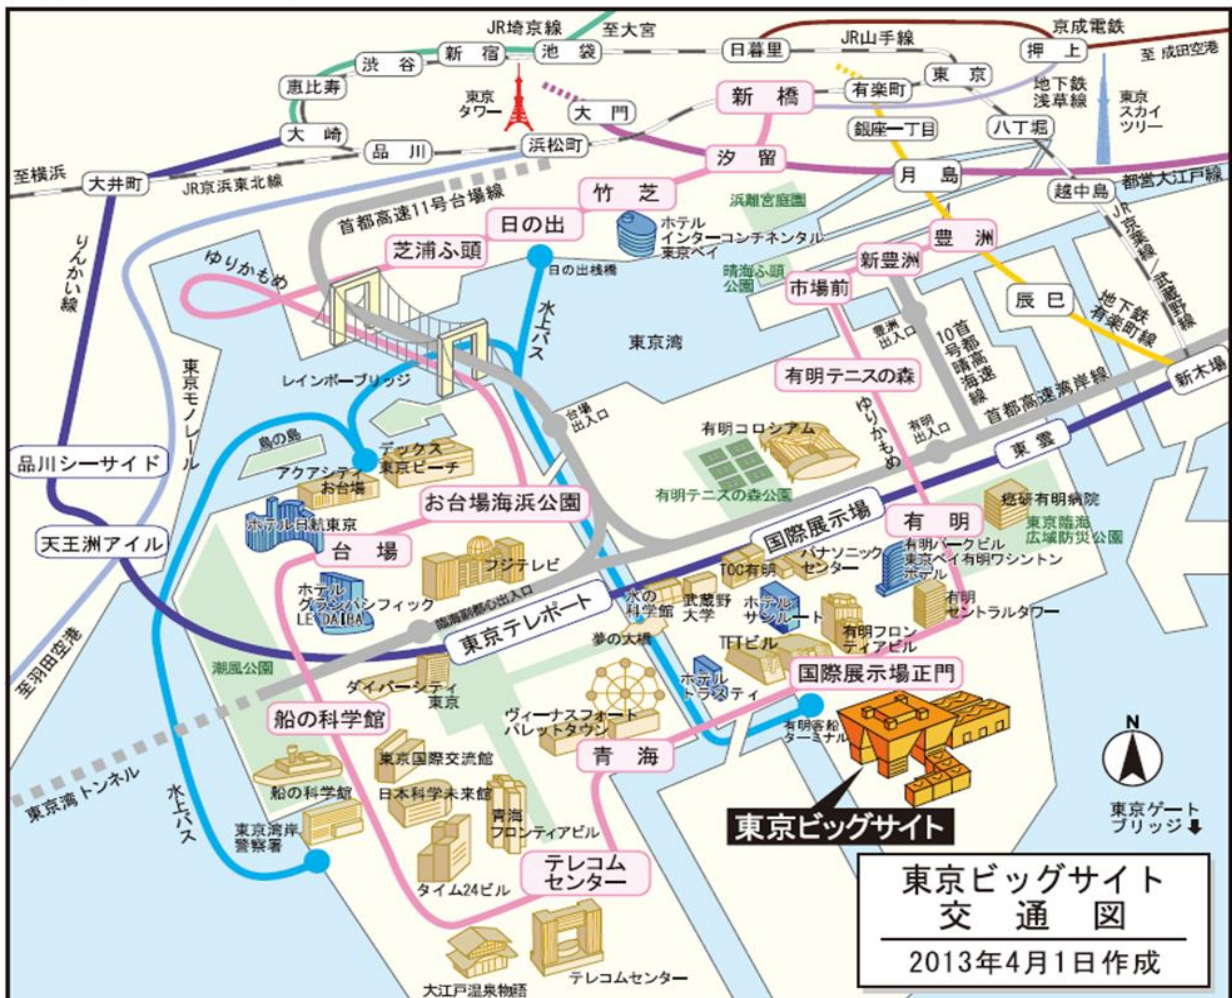 JR埼京線
至大宮
京成電鉄
JR山手線
至 成田空港
渋谷
新宿
池袋
日暮里
押上
恵比寿
東京
タワー
大門
新橋
有楽町
東京
地下鉄
浅草線
東京
スカイ
ツリー
大崎
品川
浜松町
汐留
銀座一丁目
八丁堀
至横浜
大井町
JR京浜東北線
月島
越中島
都営大江戸線
首都高速11号台場線
竹芝
浜離宮庭園
日の出
ホテル
インターコンチネンタル
東京ベイ
芝浦ふ頭
日の出桟橋
豊洲
新豊洲
晴海ふ頭
公園
市場前
JR京葉線
武蔵野線
りんかい線
ゆりかもめ
水上バス
東京湾
豊洲
出入口
10号晴海線
首都高速
辰巳
地下鉄
有楽町線
新木場
東京モノレール
レインボーブリッジ
有明テニスの森
首都高速湾岸線
台場
出入口
ゆりかもめ
有明
出入口
品川シーサイド
鳥の島
デックス
東京ビーチ
アクアシティ
お台場
有明コロシアム
東雲
有明テニスの森公園
お台場海浜公園
癌研有明病院
ホテル日航東京
国際展示場
有明
東京臨海
広域防災公園
天王洲アイル
台場
フジテレビ
パナソニック
センター
TOC有明
有明パークビル
東京ベイ有明ワシントン
ホテル
ホテル
グランパシフィック
LE DAIBA
臨海副都心出入口
東京テレポート
水の
科学館
武蔵野
大学
ホテル
サンルート
有明
セントラルタワー
至羽田空港
夢の大橋
TFTビル
有明フロン
ティアビル
潮風公園
ダイバーシティ
東京
ホテル
トラスティ
国際展示場正門
船の科学館
ヴィーナスフォート
パレットタウン
有明客船
ターミナル
青海
東京国際交流館
N
東京湾トンネル
水上バス
船の科学館
日本科学未来館
東京湾岸
警察署
青海
フロンティアビル
東京ビッグサイト
東京ゲート
ブリッジ
タイム24ビル
テレコム
センター
東京ビッグサイト
交通図
2013年4月1日作成
大江戸温泉物語
テレコムセンター